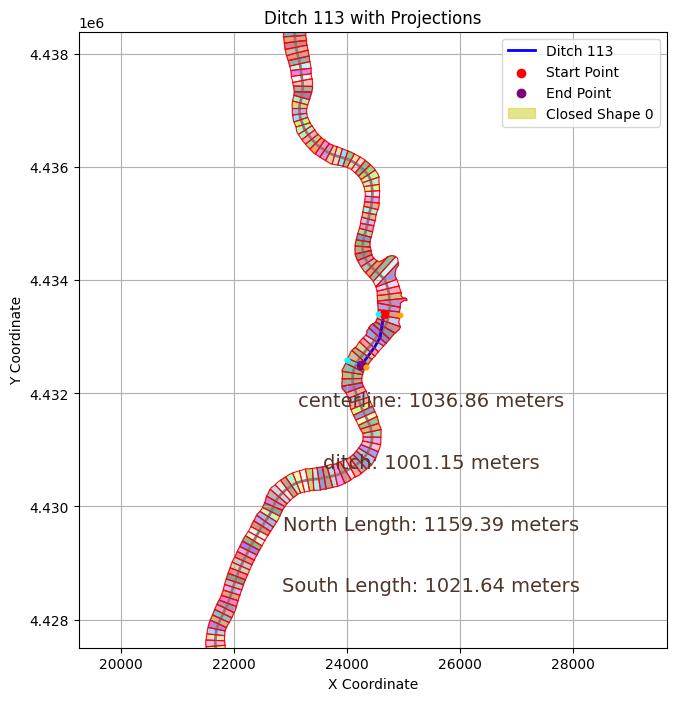 Ditch 113 with Projections
1e6
Ditch 113
Start Point
End Point
Closed Shape 0
4.438
4.436
4.434
4.432
4.430
4.428
Y Coordinate
centerline: 1036.86 meters
ditch: 1001.15 meters
North Length: 1159.39 meters
South Length: 1021.64 meters
20000 22000 24000 26000 28000
X Coordinate